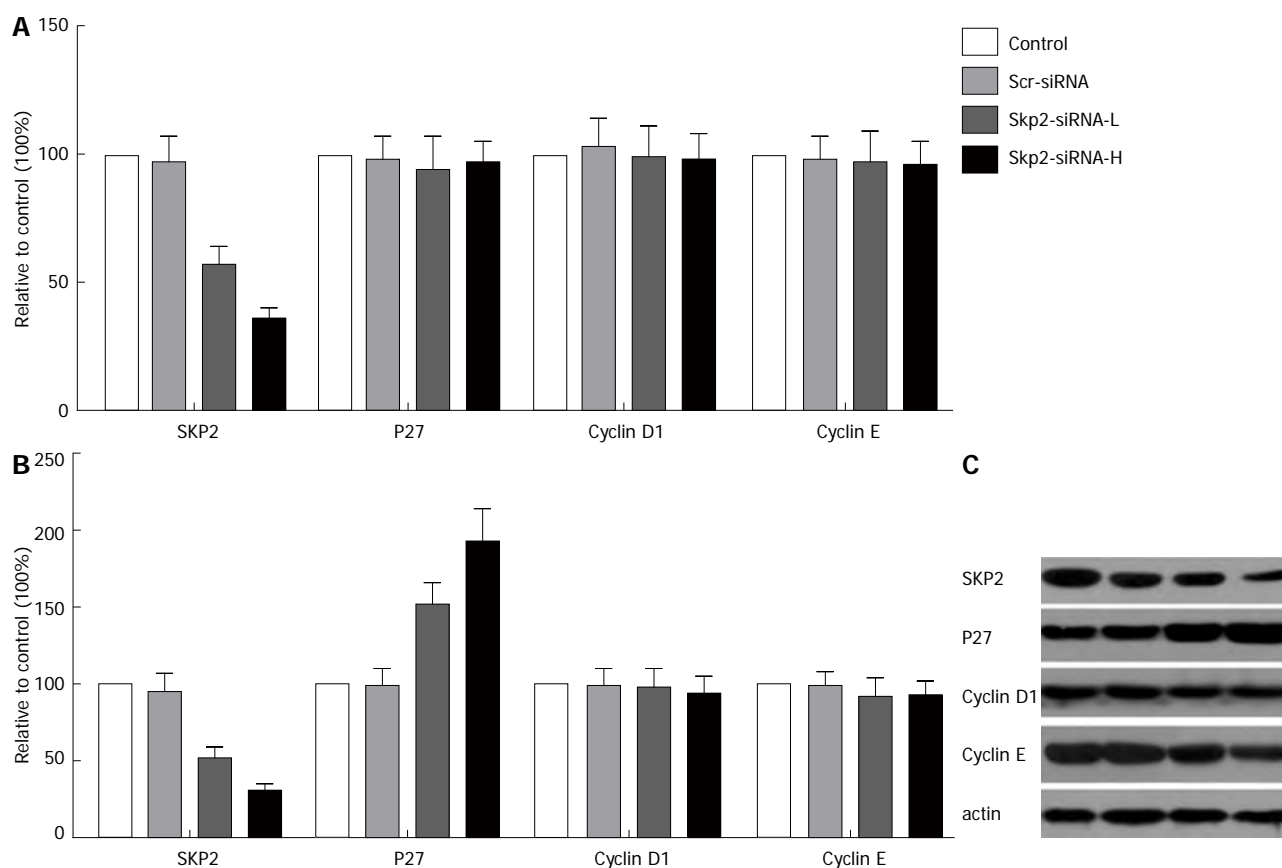 A
150
100
50
0
Relative to control (100%)
SKP2 P27 Cyclin D1 Cyclin E
Control
Scr-siRNA
Skp2-siRNA-L
Skp2-siRNA-H
B
250
200
150
100
50
0
Relative to control (100%)
SKP2 P27 Cyclin D1 Cyclin E
C
SKP2
P27
Cyclin D1
Cyclin E
actin